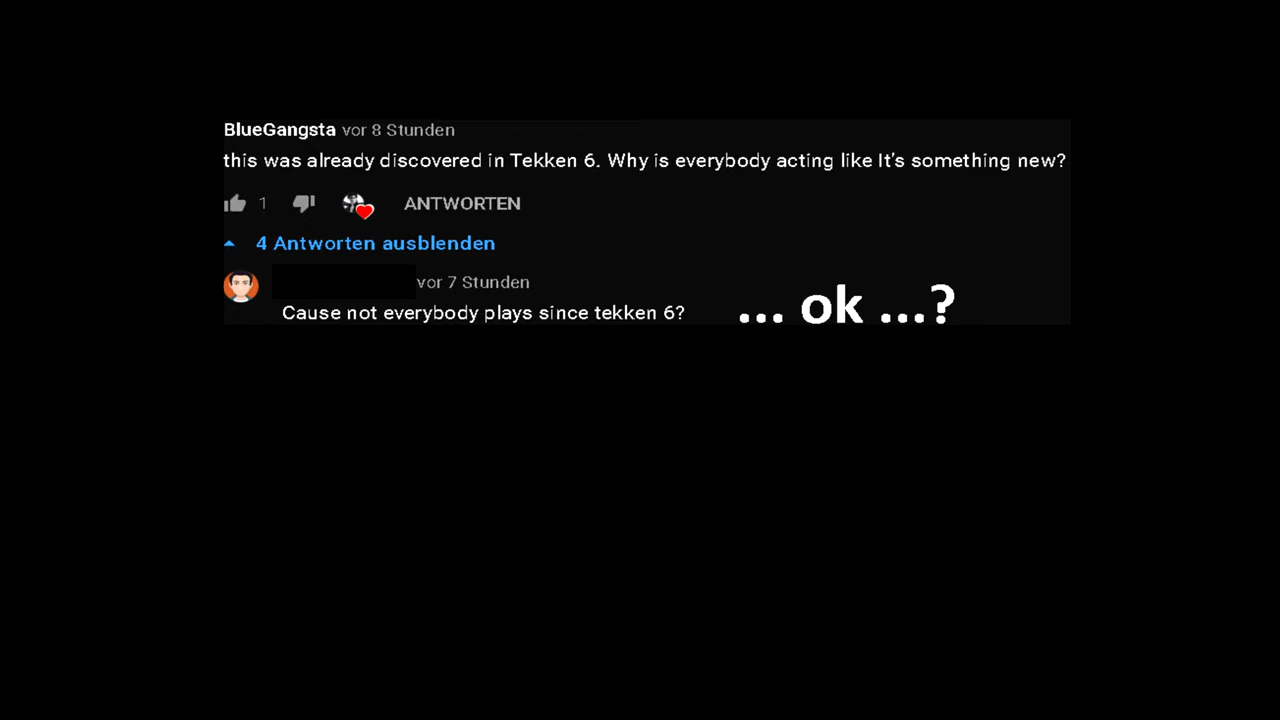 BlueGangsta vor 8 Stunden
this was already discovered in Tekken 6. Why is everybody acting like It's something new?
1 ANTWORTEN
4 Antworten ausblenden
vor 7 Stunden
Cause not everybody plays since tekken 6?
... ok ...?